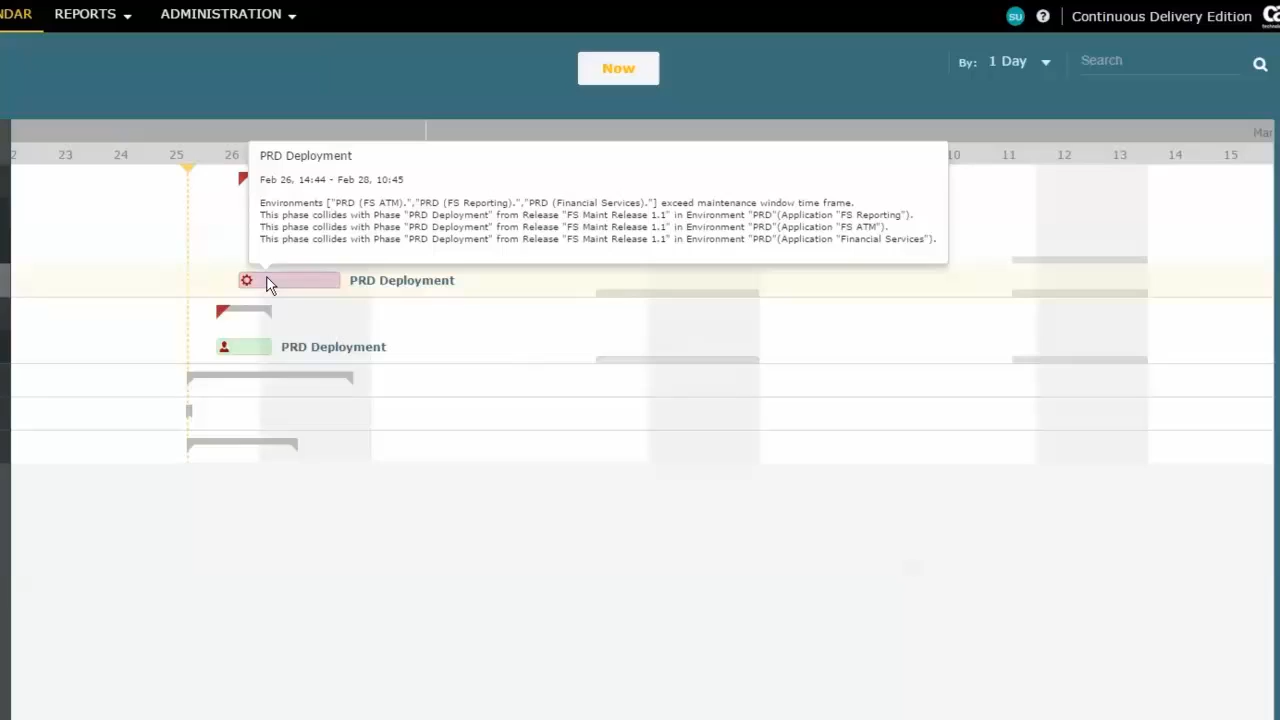 NDAR REPORTS ADMINISTRATION SU ? Continuous Delivery Edition ca
Now By: 1 Day Search
Mar
2 23 24 25 26 10 11 12 13 14 15
PRD Deployment
Feb 26, 14:44 - Feb 28, 10:45
Environments ["PRD (FS ATM).","PRD (FS Reporting).","PRD (Financial Services)."] exceed maintenance window time frame.
This phase collides with Phase "PRD Deployment" from Release "FS Maint Release 1.1" in Environment "PRD"(Application "FS Reporting").
This phase collides with Phase "PRD Deployment" from Release "FS Maint Release 1.1" in Environment "PRD"(Application "FS ATM").
This phase collides with Phase "PRD Deployment" from Release "FS Maint Release 1.1" in Environment "PRD"(Application "Financial Services").
PRD Deployment
PRD Deployment